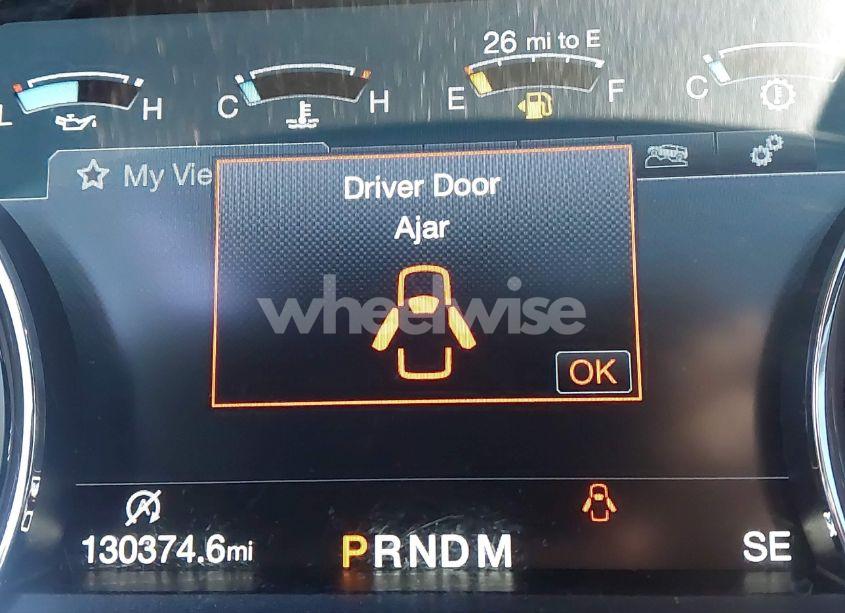 26 mi to E
L H C H E F C
My Vie
Driver Door
Ajar
wheelwise
OK
130374.6mi
PRNDM
SE